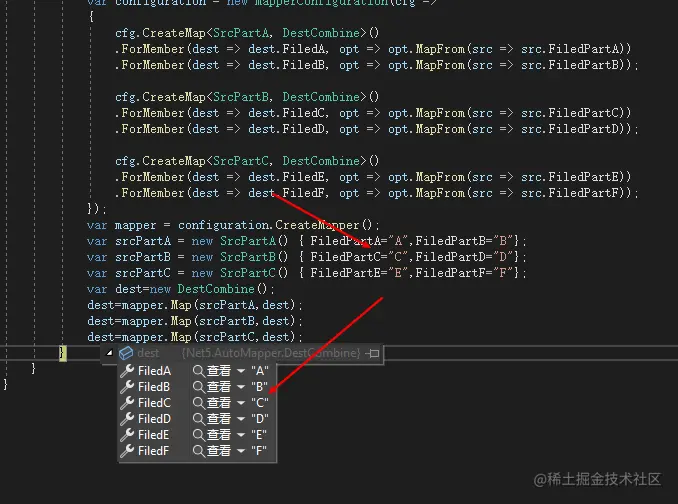 var configuration = new MapperConfiguration(cfg =>
{
cfg.CreateMap<SrcPartA, DestCombine>()
.ForMember(dest => dest.FiledA, opt => opt.MapFrom(src => src.FiledPartA))
.ForMember(dest => dest.FiledB, opt => opt.MapFrom(src => src.FiledPartB));
cfg.CreateMap<SrcPartB, DestCombine>()
.ForMember(dest => dest.FiledC, opt => opt.MapFrom(src => src.FiledPartC))
.ForMember(dest => dest.FiledD, opt => opt.MapFrom(src => src.FiledPartD));
cfg.CreateMap<SrcPartC, DestCombine>()
.ForMember(dest => dest.FiledE, opt => opt.MapFrom(src => src.FiledPartE))
.ForMember(dest => dest.FiledF, opt => opt.MapFrom(src => src.FiledPartF));
});
var mapper = configuration.CreateMapper();
var srcPartA = new SrcPartA() { FiledPartA="A",FiledPartB="B"};
var srcPartB = new SrcPartB() { FiledPartC="C",FiledPartD="D"};
var srcPartC = new SrcPartC() { FiledPartE="E",FiledPartF="F"};
var dest=new DestCombine();
dest=mapper.Map(srcPartA,dest);
dest=mapper.Map(srcPartB,dest);
dest=mapper.Map(srcPartC,dest);
} dest {Net5.AutoMapper.DestCombine}
} FiledA 查看 "A"
} FiledB 查看 "B"
FiledC 查看 "C"
FiledD 查看 "D"
FiledE 查看 "E"
FiledF 查看 "F"
@稀土掘金技术社区